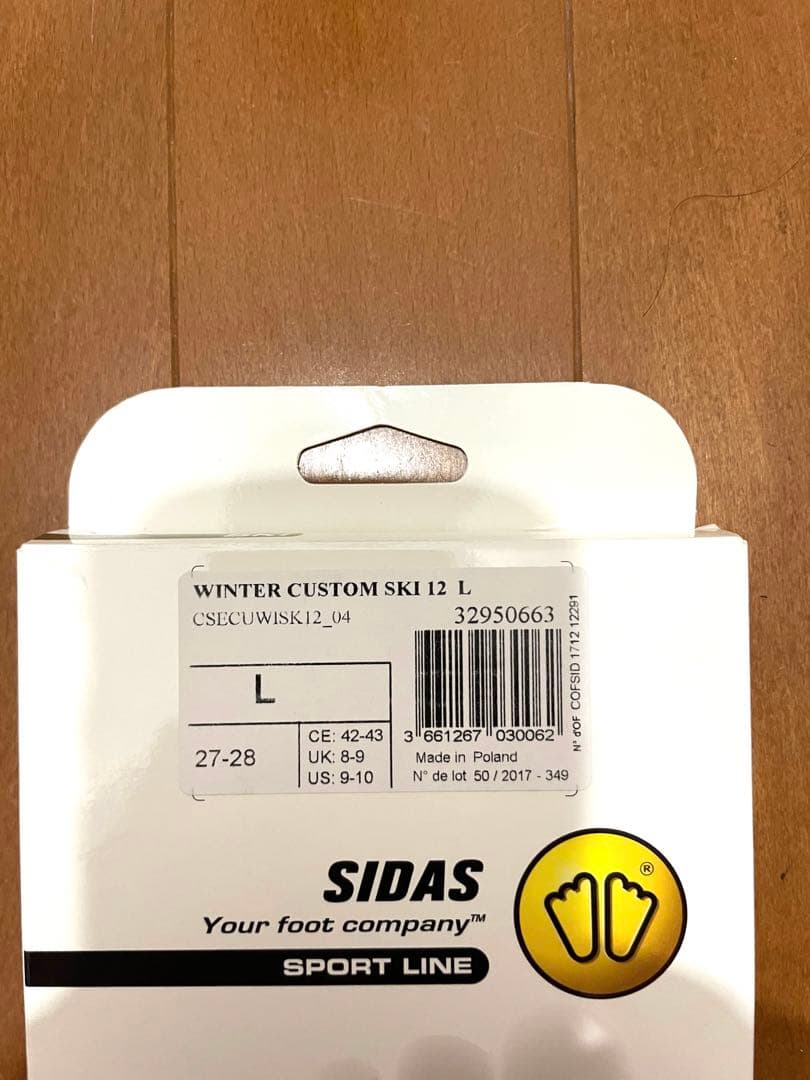 WINTER CUSTOM SKI 12 L
CSECUWISK12_04
32950663
L
27-28
CE: 42-43
UK: 8-9
US: 9-10
3 661267 030062
Made in Poland
N° de lot 50 / 2017 - 349
N° d'OF COFSID 1712 12291
SIDAS
Your foot company™
SPORT LINE
®